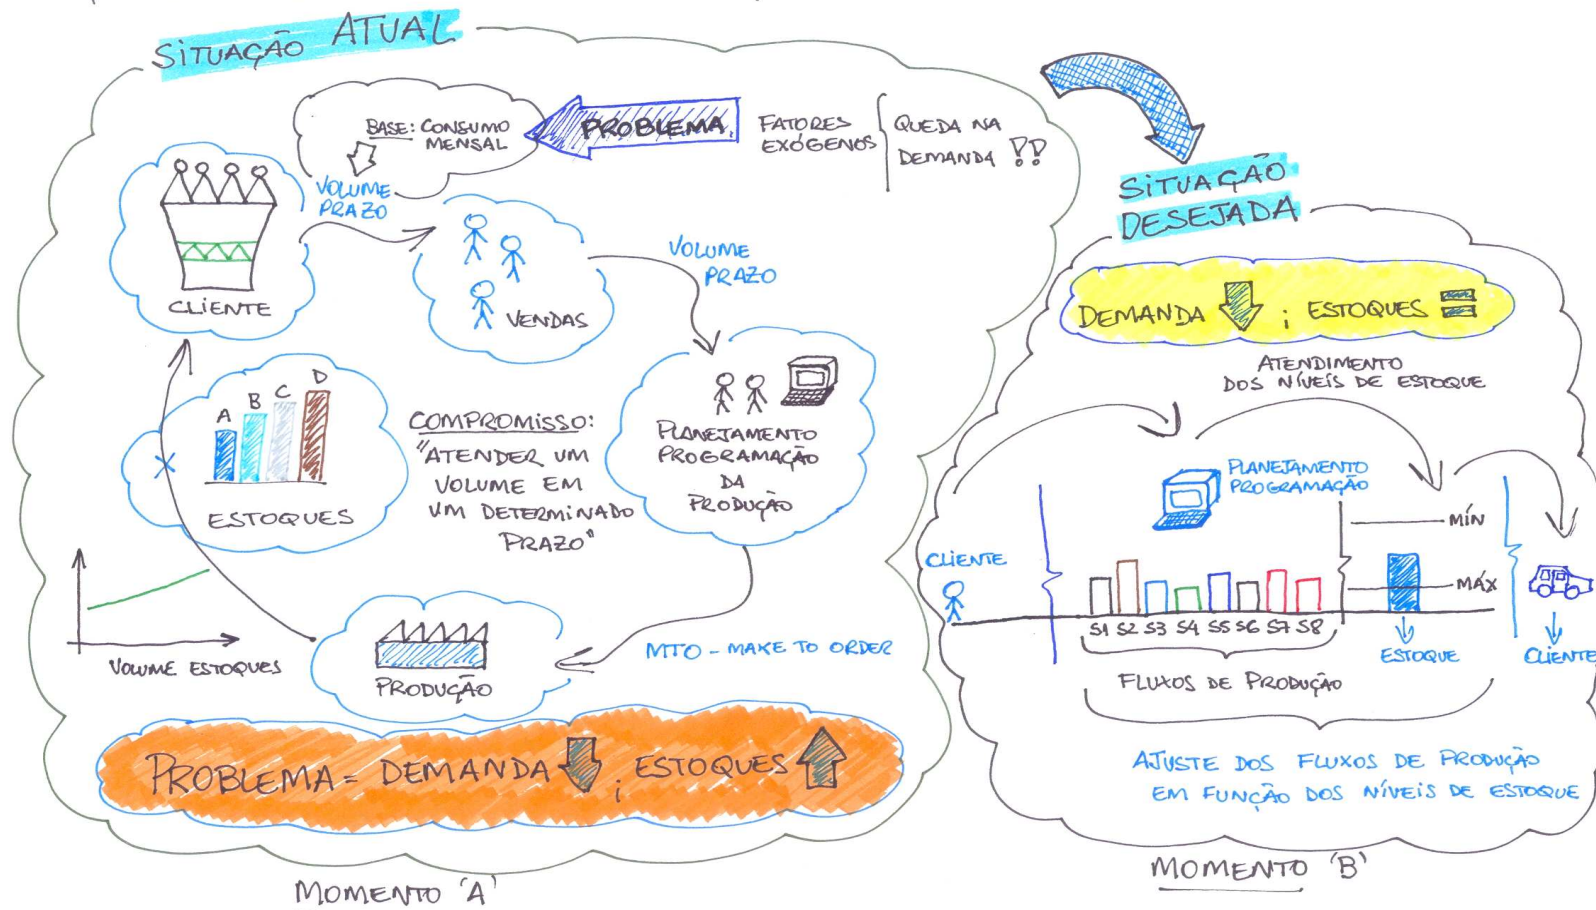 SITUAÇÃO ATUAL
BASE: CONSUMO
MENSAL
PROBLEMA
FATORES
EXÓGENOS
QUEDA NA
DEMANDA !!
VOLUME
PRAZO
CLIENTE
VENDAS
VOLUME
PRAZO
A B C D
ESTOQUES
COMPROMISSO:
"ATENDER UM
VOLUME EM
UM DETERMINADO
PRAZO"
PLANEJAMENTO
PROGRAMAÇÃO
DA
PRODUÇÃO
VOLUME ESTOQUES
PRODUÇÃO
MTO - MAKE TO ORDER
PROBLEMA = DEMANDA ; ESTOQUES
MOMENTO 'A'
SITUAÇÃO
DESEJADA
DEMANDA ; ESTOQUES =
ATENDIMENTO
DOS NÍVEIS DE ESTOQUE
PLANEJAMENTO
PROGRAMAÇÃO
CLIENTE
MÍN
MÁX
S1 S2 S3 S4 S5 S6 S7 S8
ESTOQUE
CLIENTE
FLUXOS DE PRODUÇÃO
AJUSTE DOS FLUXOS DE PRODUÇÃO
EM FUNÇÃO DOS NÍVEIS DE ESTOQUE
MOMENTO 'B'